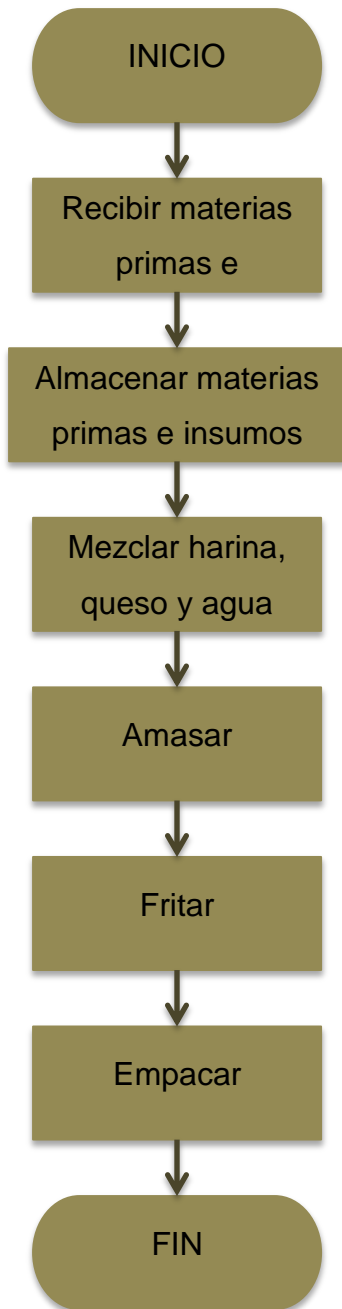 INICIO
Recibir materias
primas e
Almacenar materias
primas e insumos
Mezclar harina,
queso y agua
Amasar
Fritar
Empacar
FIN